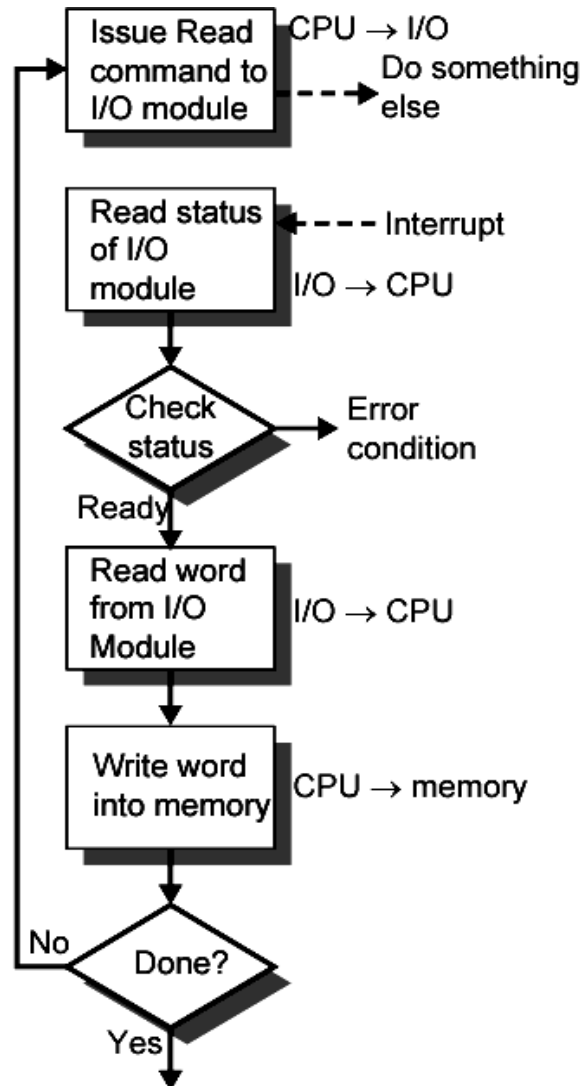 Issue Read
command to
I/O module
CPU → I/O
Do something
else
Read status
of I/O
module
Interrupt
I/O → CPU
Check
status
Error
condition
Ready
Read word
from I/O
Module
I/O → CPU
Write word
into memory
CPU → memory
No
Done?
Yes